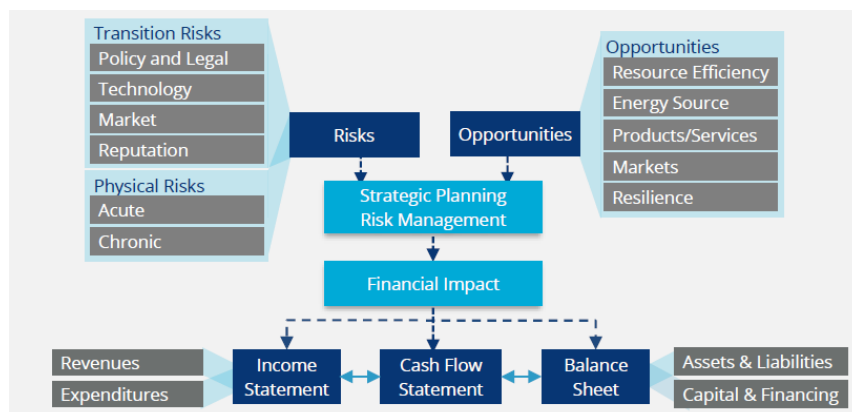 Transition Risks
Policy and Legal
Technology
Market
Reputation
Physical Risks
Acute
Chronic
Risks
Opportunities
Opportunities
Resource Efficiency
Energy Source
Products/Services
Markets
Resilience
Strategic Planning
Risk Management
Financial Impact
Revenues
Expenditures
Income
Statement
Cash Flow
Statement
Balance
Sheet
Assets & Liabilities
Capital & Financing